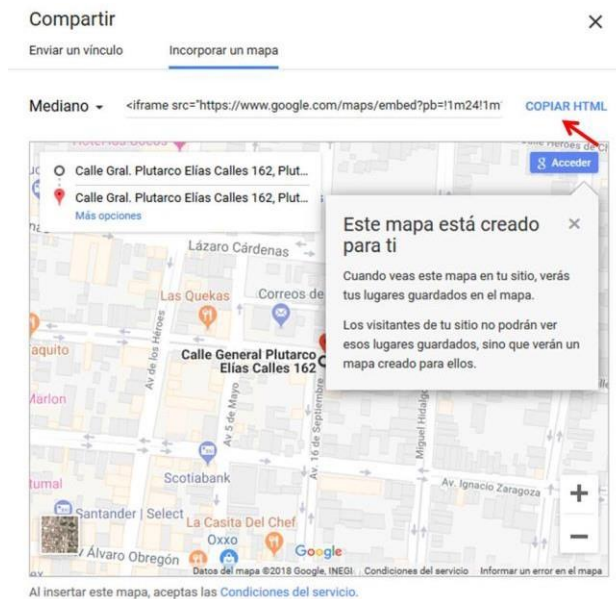 Compartir
Enviar un vínculo
Incorporar un mapa
Mediano
<iframe src="https://www.google.com/maps/embed?pb=!1m24!1m
COPIAR HTML
Calle Gral. Plutarco Elías Calles 162, Plut...
Calle Gral. Plutarco Elías Calles 162, Plut...
Más opciones
Acceder
Este mapa está creado
para ti
Cuando veas este mapa en tu sitio, verás
tus lugares guardados en el mapa.
Los visitantes de tu sitio no podrán ver
esos lugares guardados, sino que verán un
mapa creado para ellos.
Lázaro Cárdenas
Las Quekas
Correos de
Av de los Héroes
aquito
Calle General Plutarco
Elías Calles 162
Marlon
Av 5 de Mayo
Av. 16 de Septiembre
Miguel Hidalgo
Scotiabank
tumal
Av. Ignacio Zaragoza
Santander | Select
La Casita Del Chef
Oxxo
Álvaro Obregón
Google
Datos del mapa ©2018 Google, INEGI
Condiciones del servicio
Informar un error en el mapa
Al insertar este mapa, aceptas las Condiciones del servicio.